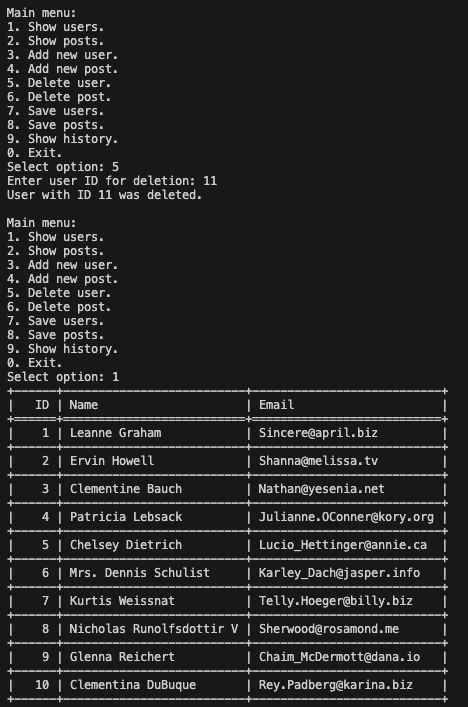 Main menu:
1. Show users.
2. Show posts.
3. Add new user.
4. Add new post.
5. Delete user.
6. Delete post.
7. Save users.
8. Save posts.
9. Show history.
0. Exit.
Select option: 5
Enter user ID for deletion: 11
User with ID 11 was deleted.

Main menu:
1. Show users.
2. Show posts.
3. Add new user.
4. Add new post.
5. Delete user.
6. Delete post.
7. Save users.
8. Save posts.
9. Show history.
0. Exit.
Select option: 1
+------+--------------------------+---------------------------+
|   ID | Name                     | Email                     |
+======+==========================+===========================+
|    1 | Leanne Graham            | Sincere@april.biz         |
+------+--------------------------+---------------------------+
|    2 | Ervin Howell             | Shanna@melissa.tv         |
+------+--------------------------+---------------------------+
|    3 | Clementine Bauch         | Nathan@yesenia.net        |
+------+--------------------------+---------------------------+
|    4 | Patricia Lebsack         | Julianne.OConner@kory.org |
+------+--------------------------+---------------------------+
|    5 | Chelsey Dietrich         | Lucio_Hettinger@annie.ca  |
+------+--------------------------+---------------------------+
|    6 | Mrs. Dennis Schulist     | Karley_Dach@jasper.info   |
+------+--------------------------+---------------------------+
|    7 | Kurtis Weissnat          | Telly.Hoeger@billy.biz    |
+------+--------------------------+---------------------------+
|    8 | Nicholas Runolfsdottir V | Sherwood@rosamond.me      |
+------+--------------------------+---------------------------+
|    9 | Glenna Reichert          | Chaim_McDermott@dana.io   |
+------+--------------------------+---------------------------+
|   10 | Clementina DuBuque       | Rey.Padberg@karina.biz    |
+------+--------------------------+---------------------------+